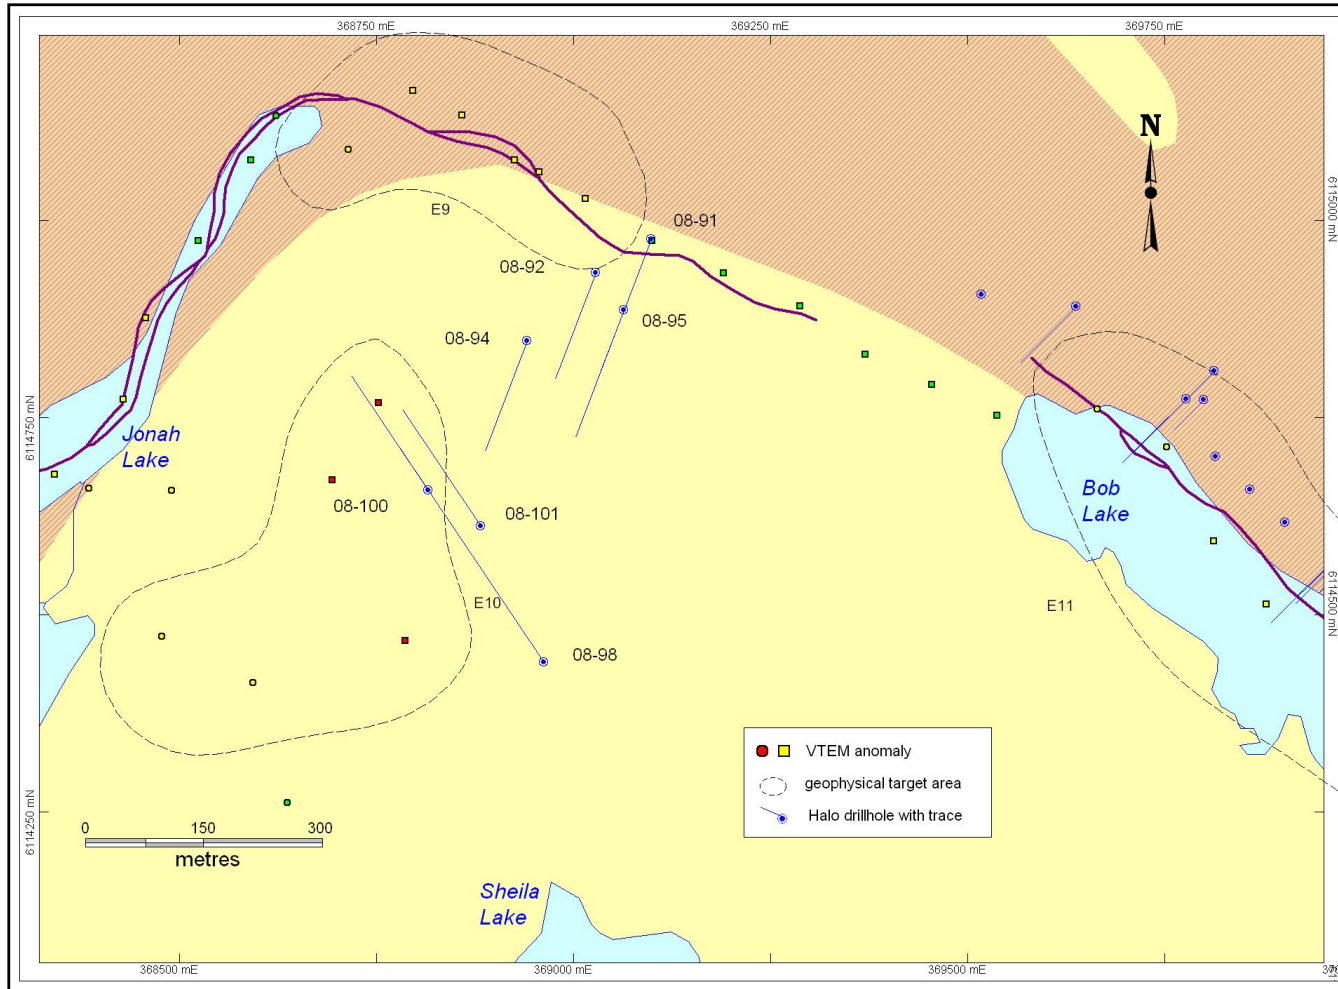 368750 mE
369250 mE
369750 mE
N
E9
08-91
6115000 mN
08-92
08-95
08-94
6114750 mN
Jonah
Lake
08-100
08-101
Bob
Lake
E10
E11
6114500 mN
08-98
VTEM anomaly
geophysical target area
Halo drillhole with trace
6114250 mN
0 150 300
metres
Sheila
Lake
368500 mE
369000 mE
369500 mE